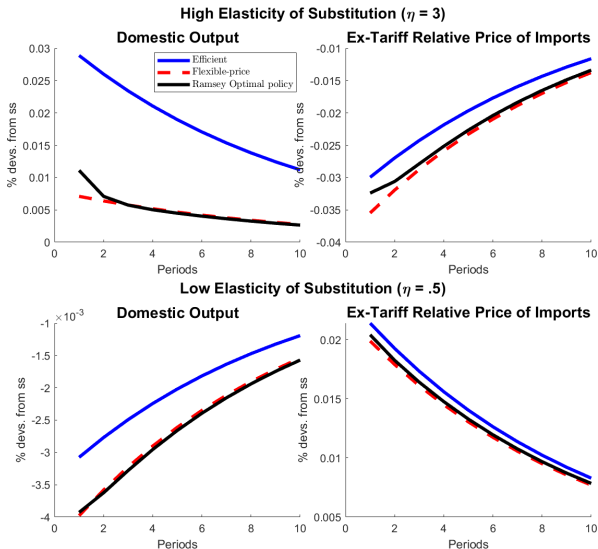 High Elasticity of Substitution (η = 3)
Domestic Output
Ex-Tariff Relative Price of Imports
% devs. from ss
0.03
0.025
0.02
0.015
0.01
0.005
0
Efficient
Flexible-price
Ramsey Optimal policy
0 2 4 6 8 10
Periods
% devs. from ss
-0.01
-0.015
-0.02
-0.025
-0.03
-0.035
-0.04
0 2 4 6 8 10
Periods
Low Elasticity of Substitution (η = .5)
Domestic Output
Ex-Tariff Relative Price of Imports
×10⁻³
% devs. from ss
-1
-1.5
-2
-2.5
-3
-3.5
-4
0 2 4 6 8 10
Periods
% devs. from ss
0.02
0.015
0.01
0.005
0 2 4 6 8 10
Periods